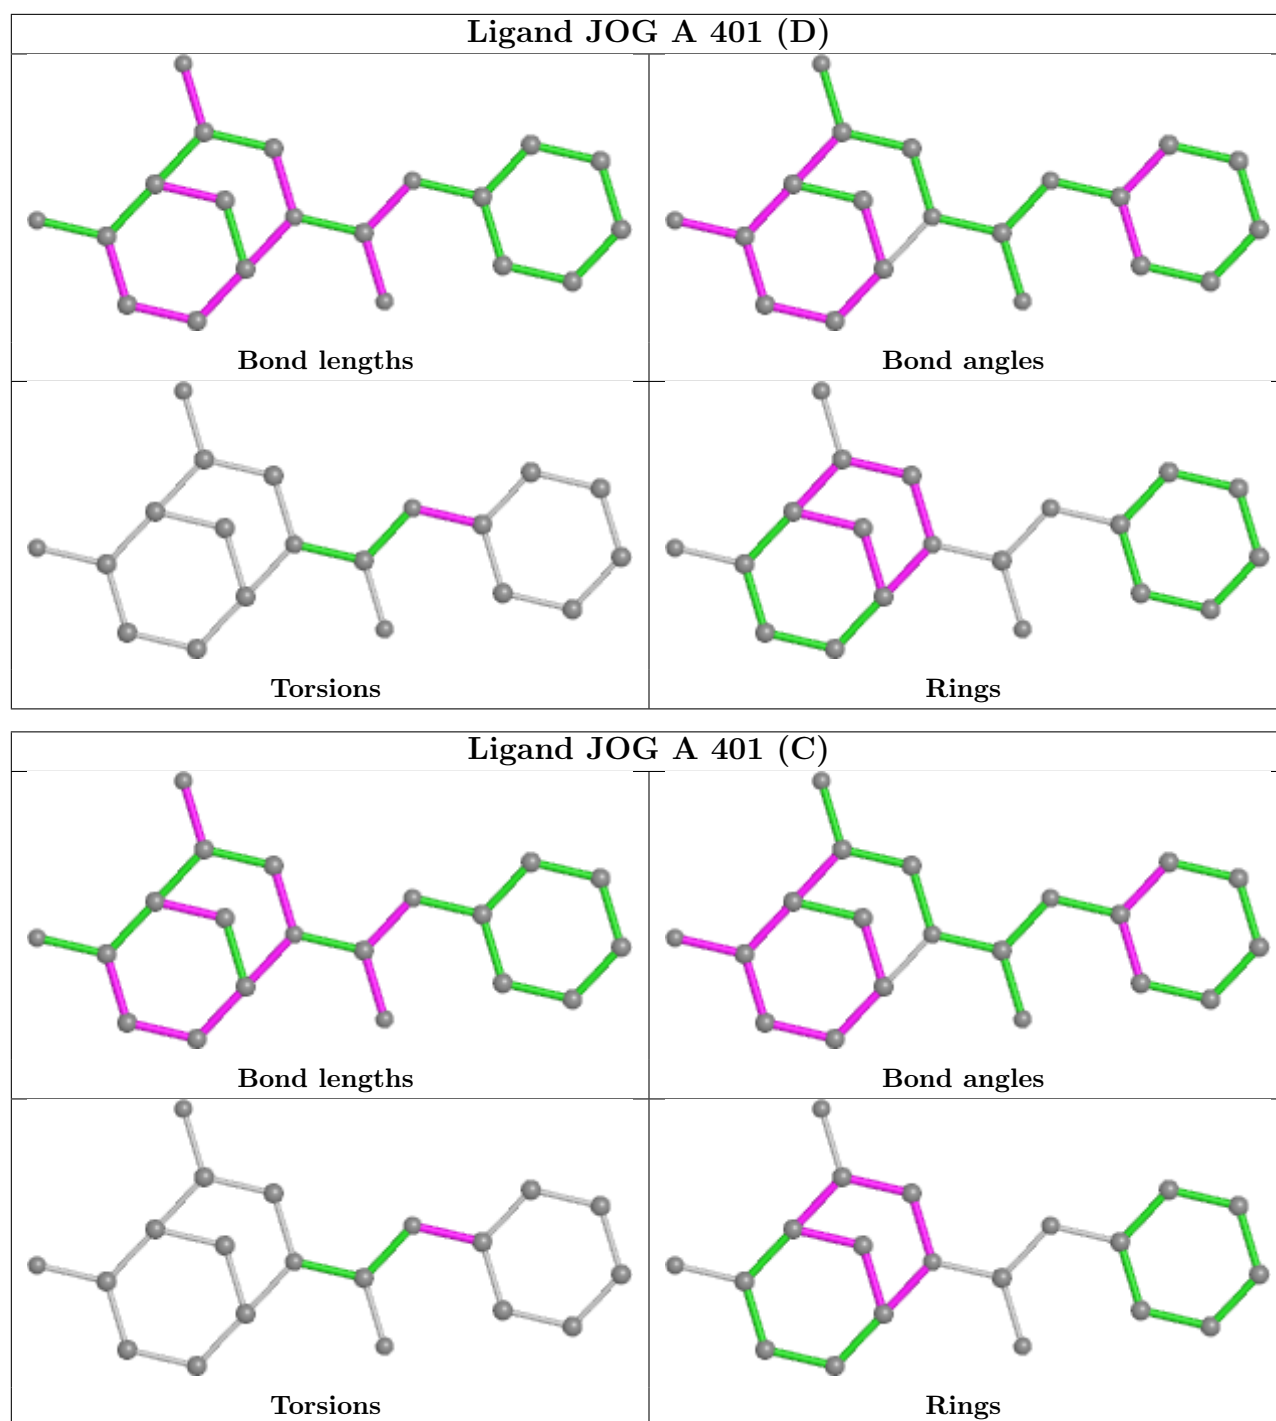 Ligand JOG A 401 (D)
Bond lengths
Bond angles
Torsions
Rings
Ligand JOG A 401 (C)
Bond lengths
Bond angles
Torsions
Rings